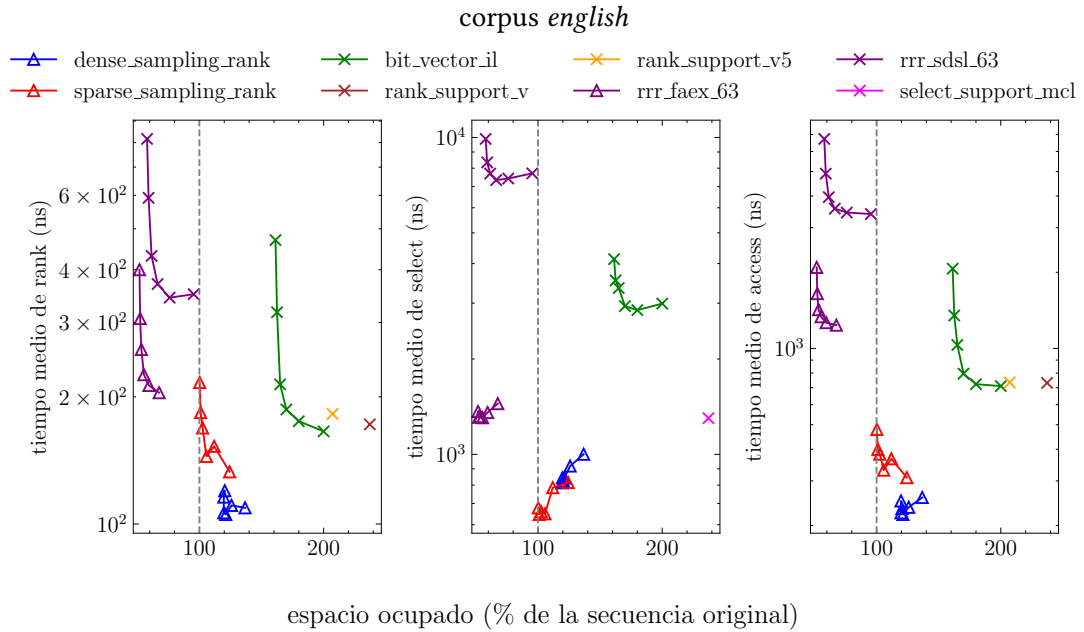 corpus english
dense_sampling_rank bit_vector_il rank_support_v5 rrr_sdsl_63
sparse_sampling_rank rank_support_v rrr_faex_63 select_support_mcl
tiempo medio de rank (ns)
6 × 10²
4 × 10²
3 × 10²
2 × 10²
10²
100 200
tiempo medio de select (ns)
10⁴
10³
100 200
tiempo medio de access (ns)
10³
100 200
espacio ocupado (% de la secuencia original)